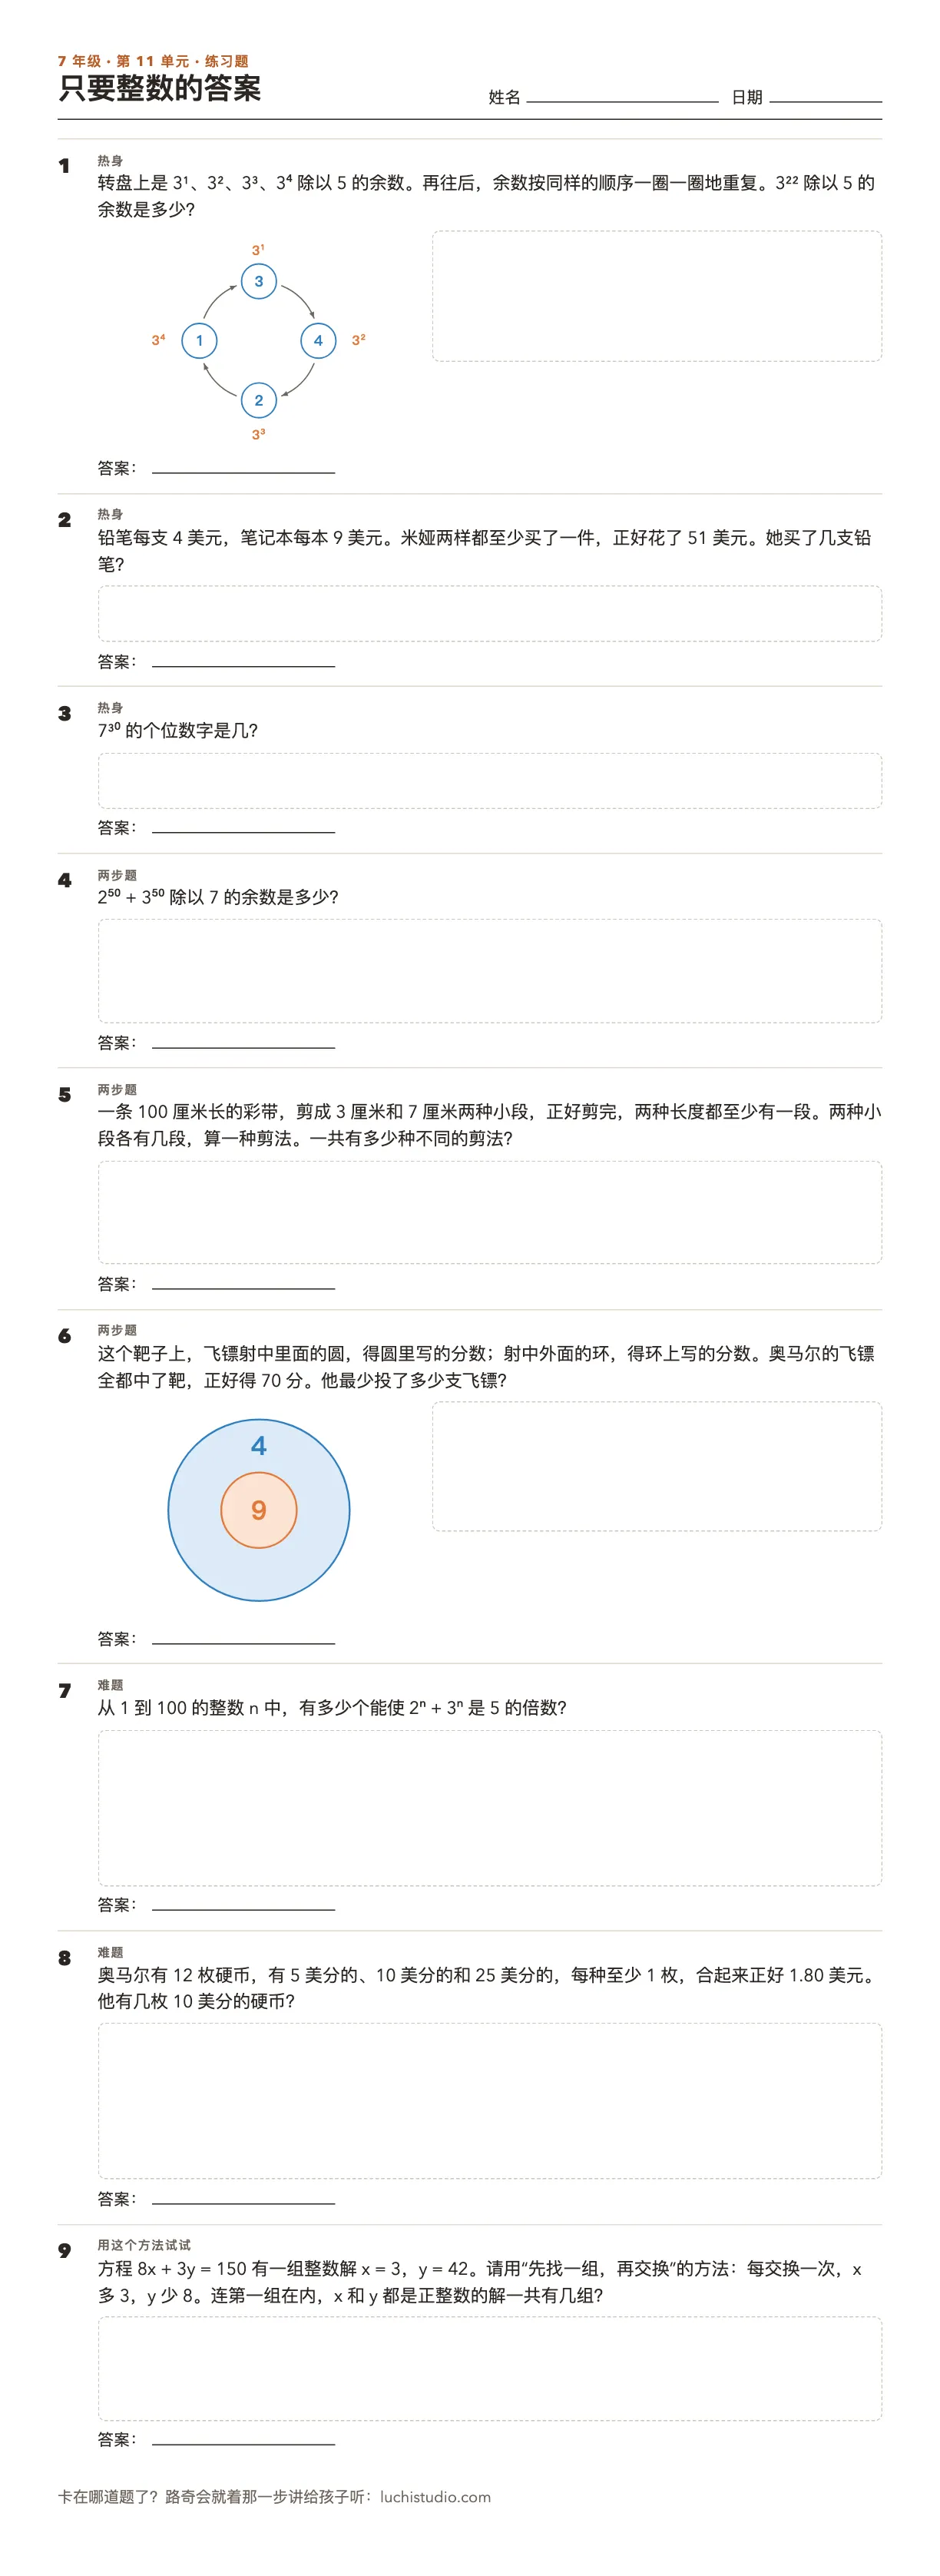 7 年级·第 11 单元·练习题
只要整数的答案
姓名 日期
1
热身
转盘上是 3¹、3²、3³、3⁴ 除以 5 的余数。再往后，余数按同样的顺序一圈一圈地重复。3²² 除以 5 的
余数是多少？
3¹
3
3⁴ 1 4 3²
2
3³
答案：
2
热身
铅笔每支 4 美元，笔记本每本 9 美元。米娅两样都至少买了一件，正好花了 51 美元。她买了几支铅
笔？
答案：
3
热身
7³⁰ 的个位数字是几？
答案：
4
两步题
2⁵⁰ + 3⁵⁰ 除以 7 的余数是多少？
答案：
5
两步题
一条 100 厘米长的彩带，剪成 3 厘米和 7 厘米两种小段，正好剪完，两种长度都至少有一段。两种小
段各有几段，算一种剪法。一共有多少种不同的剪法？
答案：
6
两步题
这个靶子上，飞镖射中里面的圆，得圆里写的分数；射中外面的环，得环上写的分数。奥马尔的飞镖
全都中了靶，正好得 70 分。他最少投了多少支飞镖？
4
9
答案：
7
难题
从 1 到 100 的整数 n 中，有多少个能使 2ⁿ + 3ⁿ 是 5 的倍数？
答案：
8
难题
奥马尔有 12 枚硬币，有 5 美分的、10 美分的和 25 美分的，每种至少 1 枚，合起来正好 1.80 美元。
他有几枚 10 美分的硬币？
答案：
9
用这个方法试试
方程 8x + 3y = 150 有一组整数解 x = 3，y = 42。请用“先找一组，再交换”的方法：每交换一次，x
多 3，y 少 8。连第一组在内，x 和 y 都是正整数的解一共有几组？
答案：
卡在哪道题了？路奇会就着那一步讲给孩子听：luchistudio.com